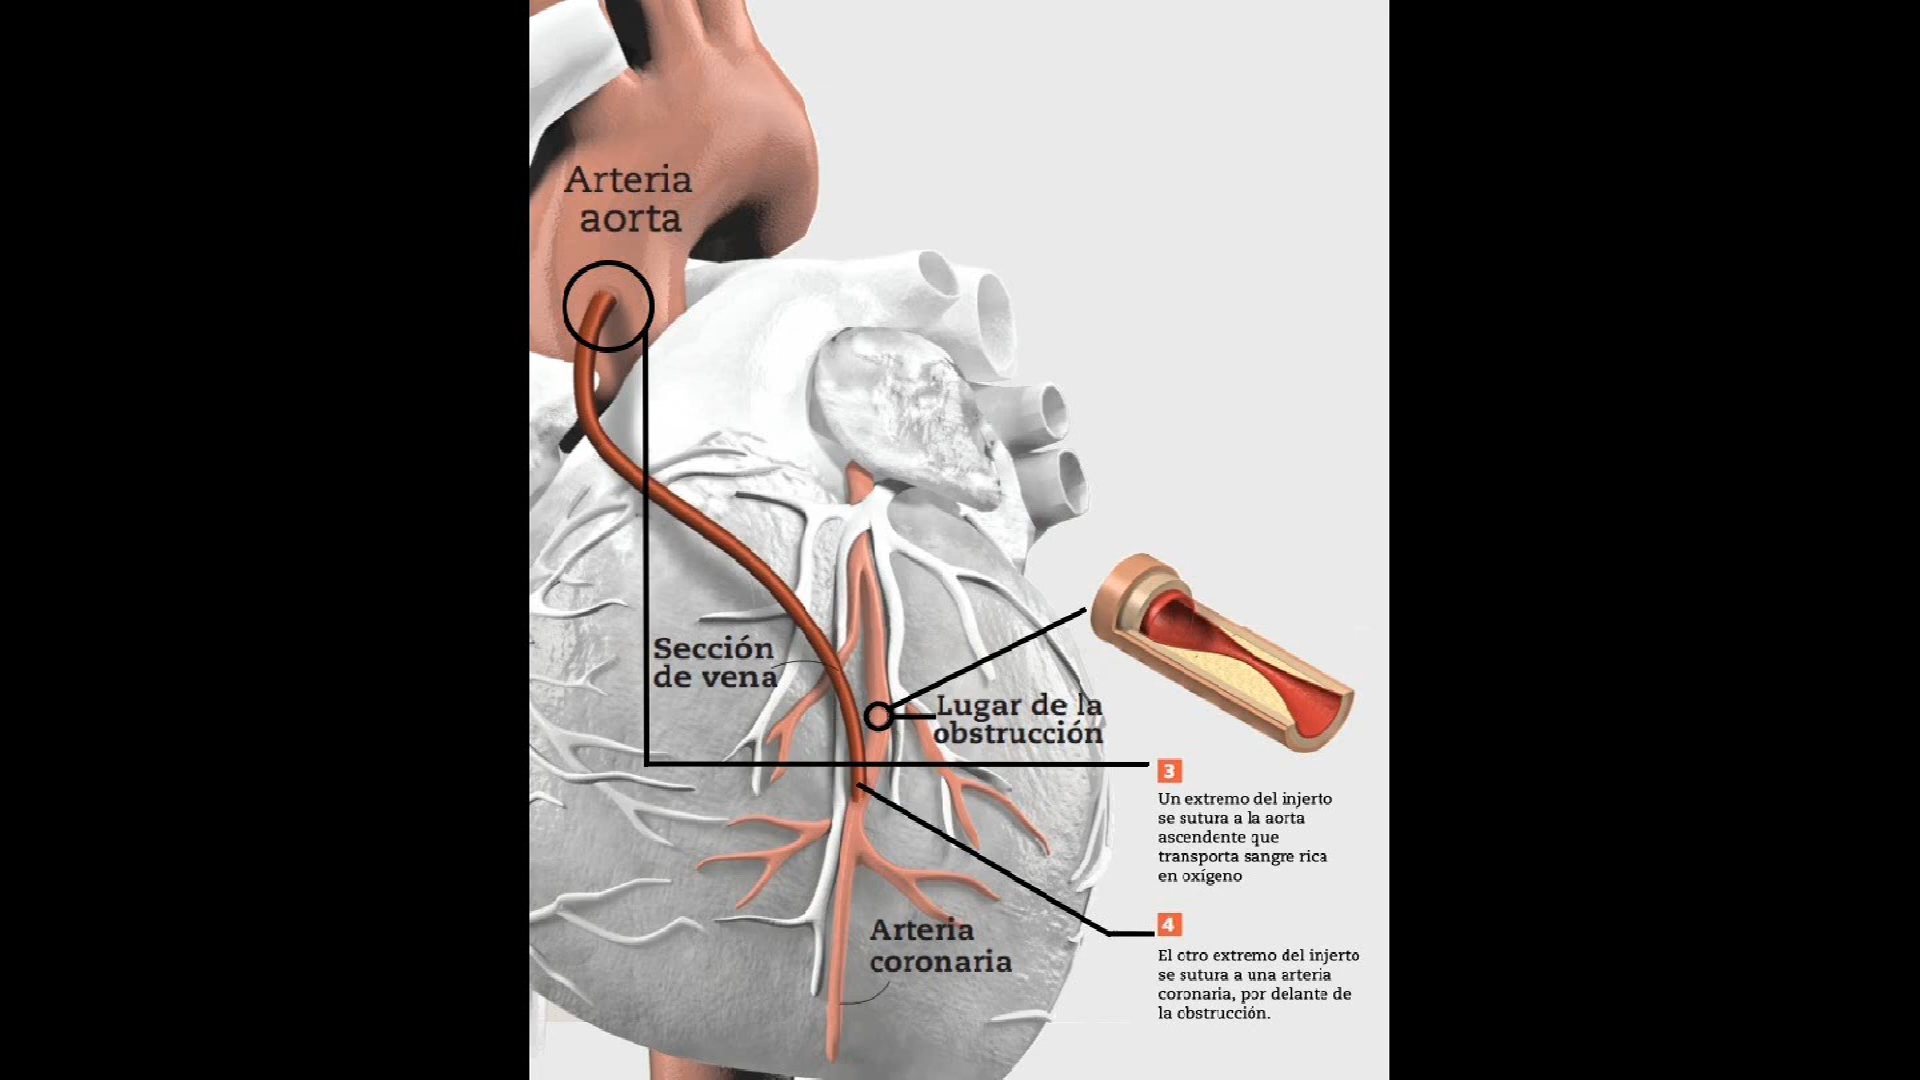 Arteria
aorta
Sección
de vena
Lugar de la
obstrucción
3
Un extremo del injerto
se sutura a la aorta
ascendente que
transporta sangre rica
en oxígeno
4
El otro extremo del injerto
se sutura a una arteria
coronaria, por delante de
la obstrucción.
Arteria
coronaria